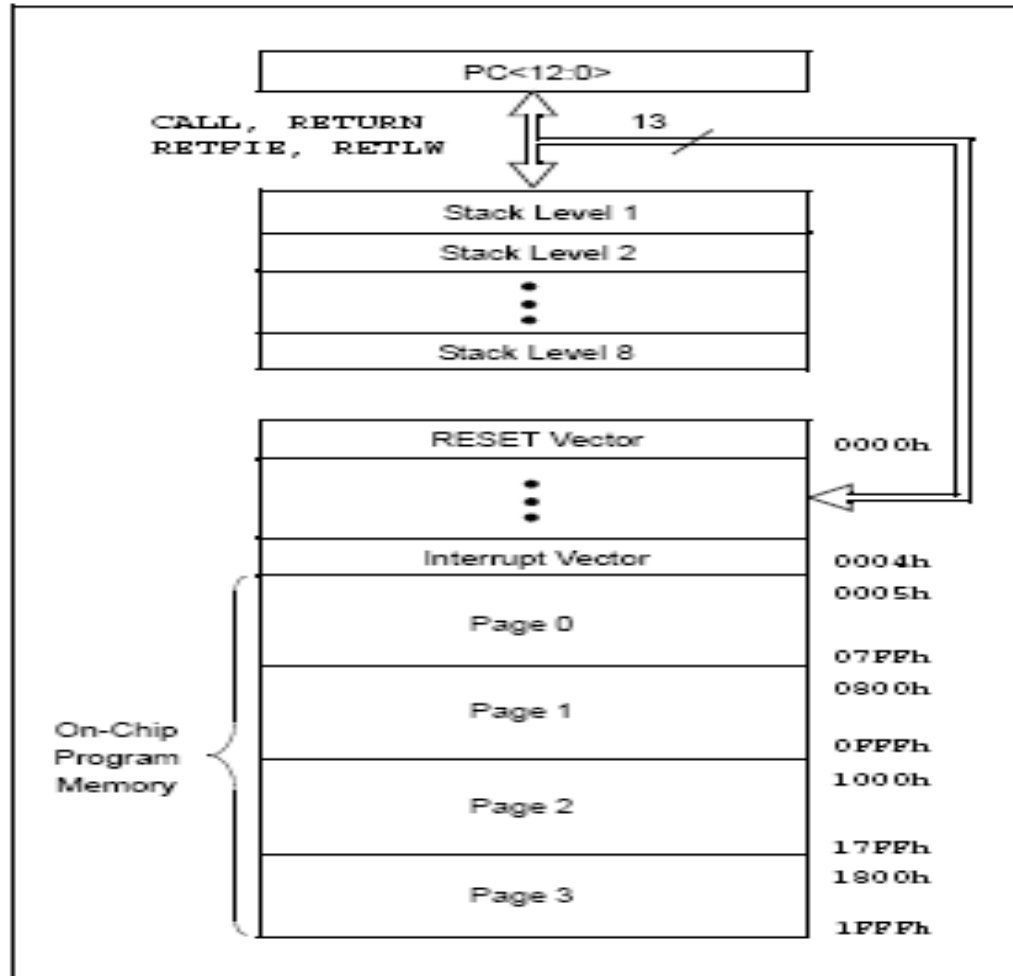 PC<12:0>
CALL, RETURN
RETFIE, RETLW
13
Stack Level 1
Stack Level 2
Stack Level 8
RESET Vector
0000h
Interrupt Vector
0004h
0005h
Page 0
07FFh
0800h
Page 1
0FFFh
On-Chip
Program
Memory
1000h
Page 2
17FFh
1800h
Page 3
1FFFh